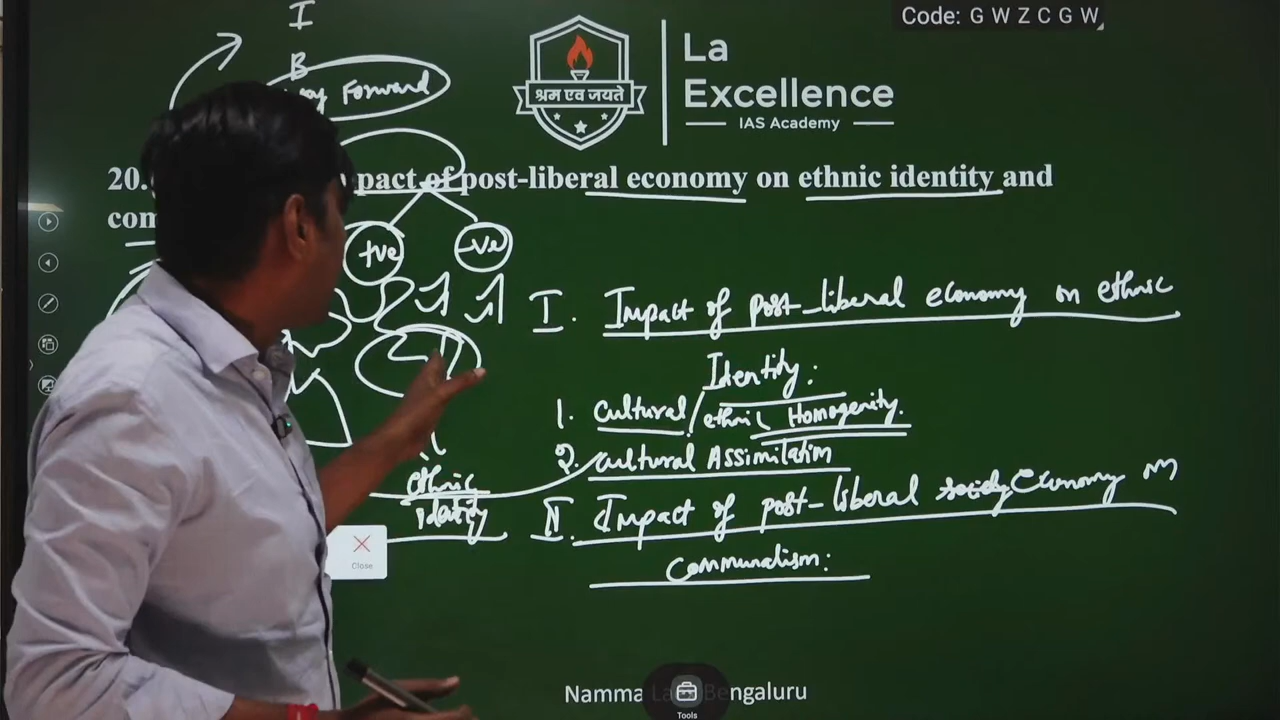 Code: G W Z C G W
I
B
Way Forward
श्रम एव जयते
La
Excellence
IAS Academy
20. pact of post-liberal economy on ethnic identity and
com
+ve
-ve
I. Impact of post-liberal economy on ethnic
Identity:
1. Cultural/ethnic Homogenity.
2. Cultural Assimilation
ethnic
identity
II. Impact of post-liberal economy on
Communalism:
Close
Namma La Bengaluru
Tools